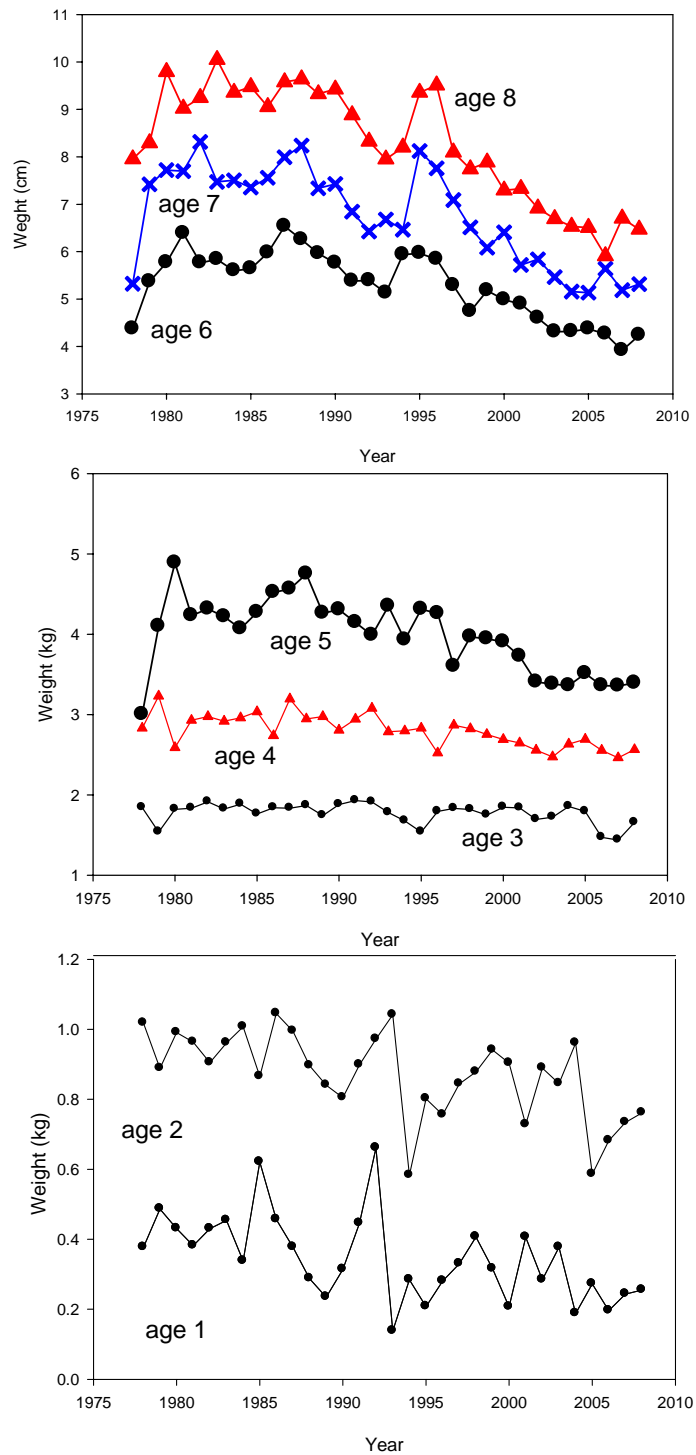 11
10
9
8
7
6
5
4
3
Weght (cm)
age 8
age 7
age 6
1975 1980 1985 1990 1995 2000 2005 2010
Year
6
5
4
3
2
1
Weight (kg)
age 5
age 4
age 3
1975 1980 1985 1990 1995 2000 2005 2010
Year
1.2
1.0
0.8
0.6
0.4
0.2
0.0
Weight (kg)
age 2
age 1
1975 1980 1985 1990 1995 2000 2005 2010
Year